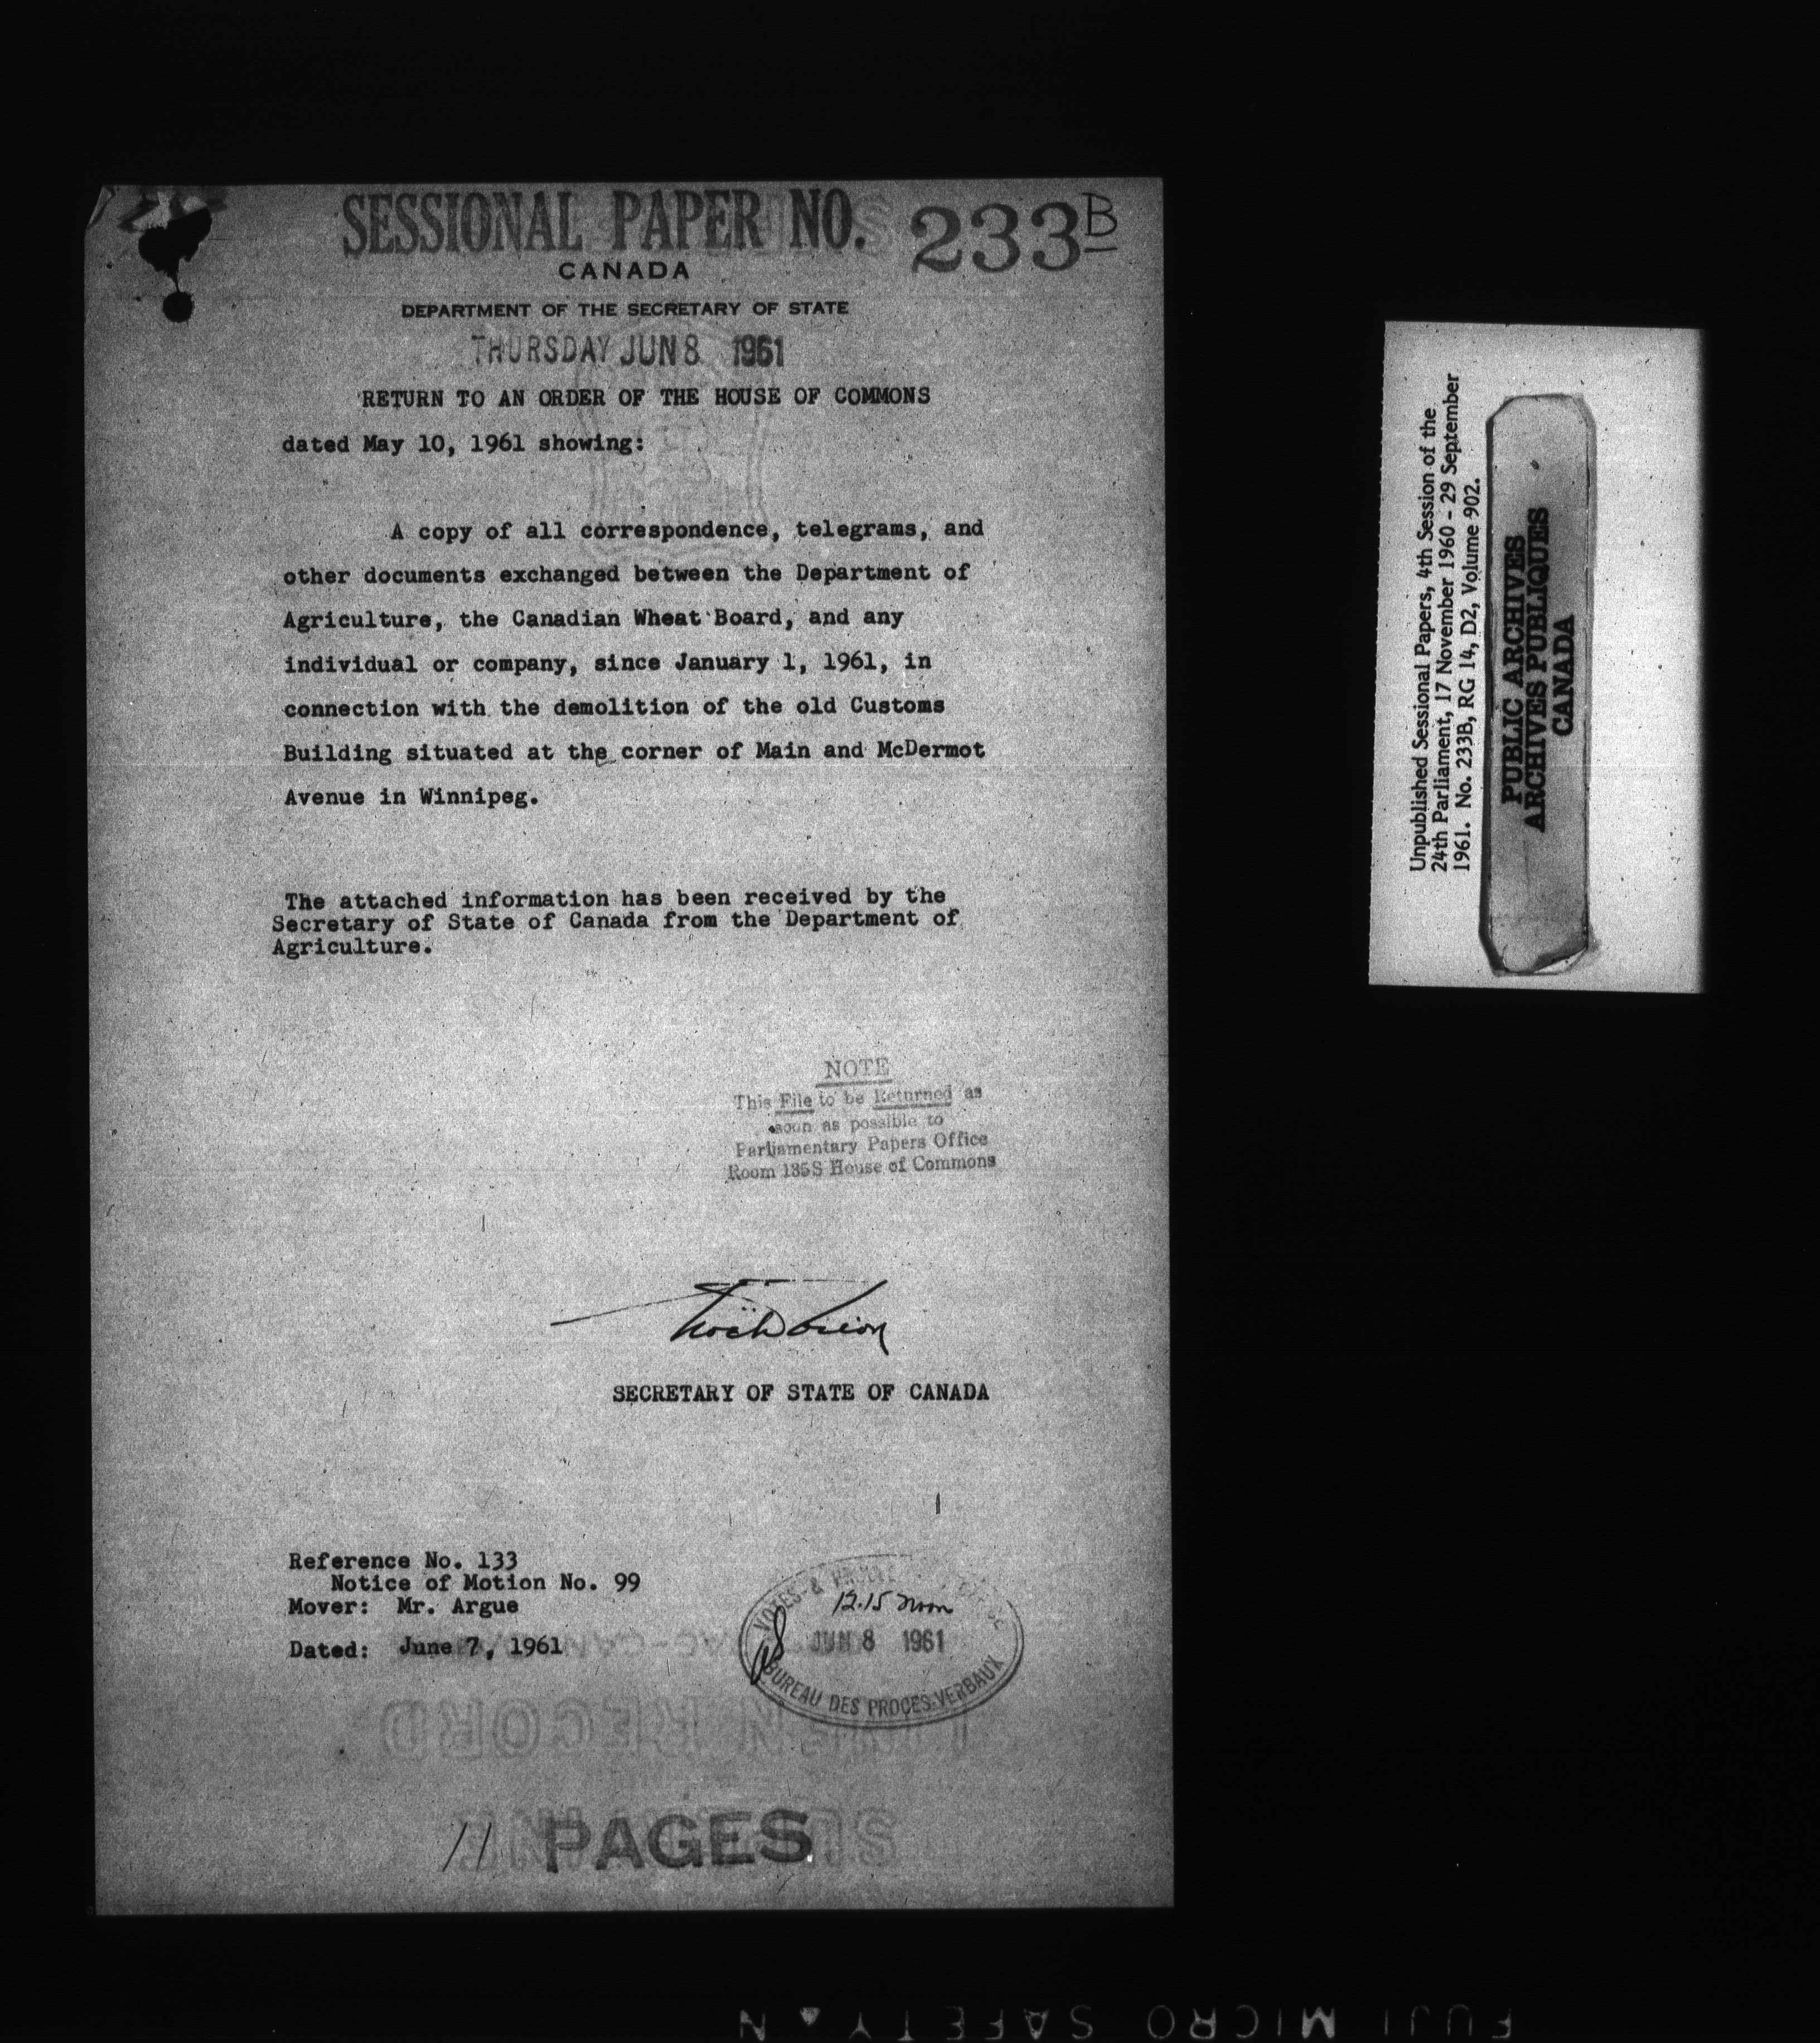 SESSIONAL PAPER NO. 233B
CANADA
DEPARTMENT OF THE SECRETARY OF STATE
THURSDAY JUN 8 1961
RETURN TO AN ORDER OF THE HOUSE OF COMMONS
dated May 10, 1961 showing:
A copy of all correspondence, telegrams, and
other documents exchanged between the Department of
Agriculture, the Canadian Wheat Board, and any
individual or company, since January 1, 1961, in
connection with the demolition of the old Customs
Building situated at the corner of Main and McDermot
Avenue in Winnipeg.
The attached information has been received by the
Secretary of State of Canada from the Department of
Agriculture.
NOTE
This File to be Returned as
soon as possible to
Parliamentary Papers Office
Room 135S House of Commons
SECRETARY OF STATE OF CANADA
Reference No. 133
Notice of Motion No. 99
Mover: Mr. Argue
Dated: June 7, 1961
VOTES &
12.15 noon
JUN 8 1961
BUREAU DES PROCES-VERBAUX
11 PAGES
Unpublished Sessional Papers, 4th Session of the
24th Parliament, 17 November 1960 - 29 September
1961. No. 233B, RG 14, D2, Volume 902.
PUBLIC ARCHIVES
ARCHIVES PUBLIQUES
CANADA
FUJI MICRO SAFETY N